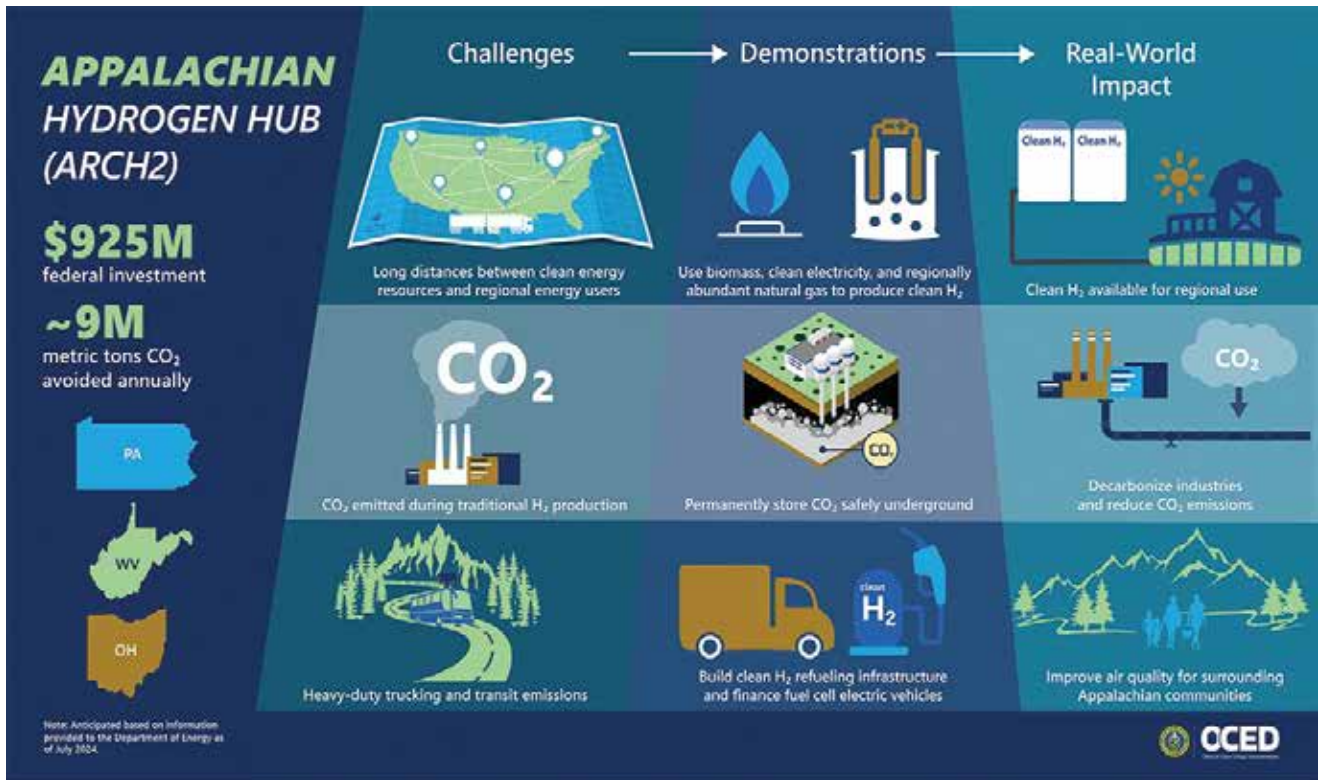 APPALACHIAN
HYDROGEN HUB
(ARCH2)
$925M
federal investment
~9M
metric tons CO₂
avoided annually
PA
WV
OH
Note: Anticipated based on information
provided to the Department of Energy as
of July 2024.
Challenges
Demonstrations
Real-World
Impact
Long distances between clean energy
resources and regional energy users
Use biomass, clean electricity, and regionally
abundant natural gas to produce clean H₂
Clean H₂ Clean H₂
Clean H₂ available for regional use
CO₂
CO₂ emitted during traditional H₂ production
CO₂
Permanently store CO₂ safely underground
CO₂
Decarbonize industries
and reduce CO₂ emissions
Heavy-duty trucking and transit emissions
clean
H₂
Build clean H₂ refueling infrastructure
and finance fuel cell electric vehicles
Improve air quality for surrounding
Appalachian communities
OCED